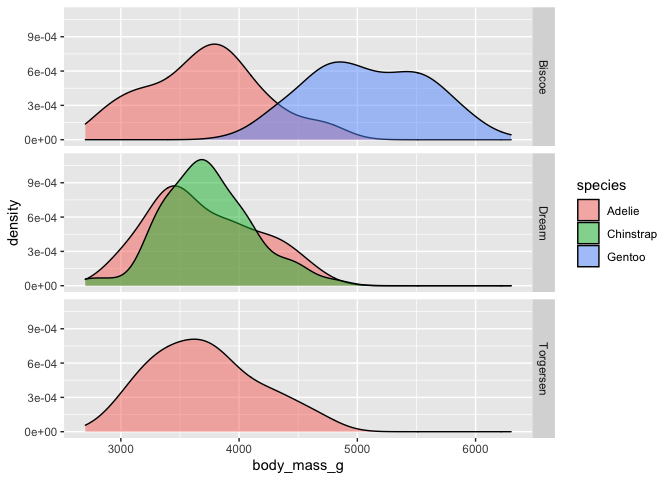 9e-04
6e-04
3e-04
0e+00
Biscoe
9e-04
6e-04
3e-04
0e+00
Dream
9e-04
6e-04
3e-04
0e+00
Torgersen
density
3000 4000 5000 6000
body_mass_g
species
Adelie
Chinstrap
Gentoo